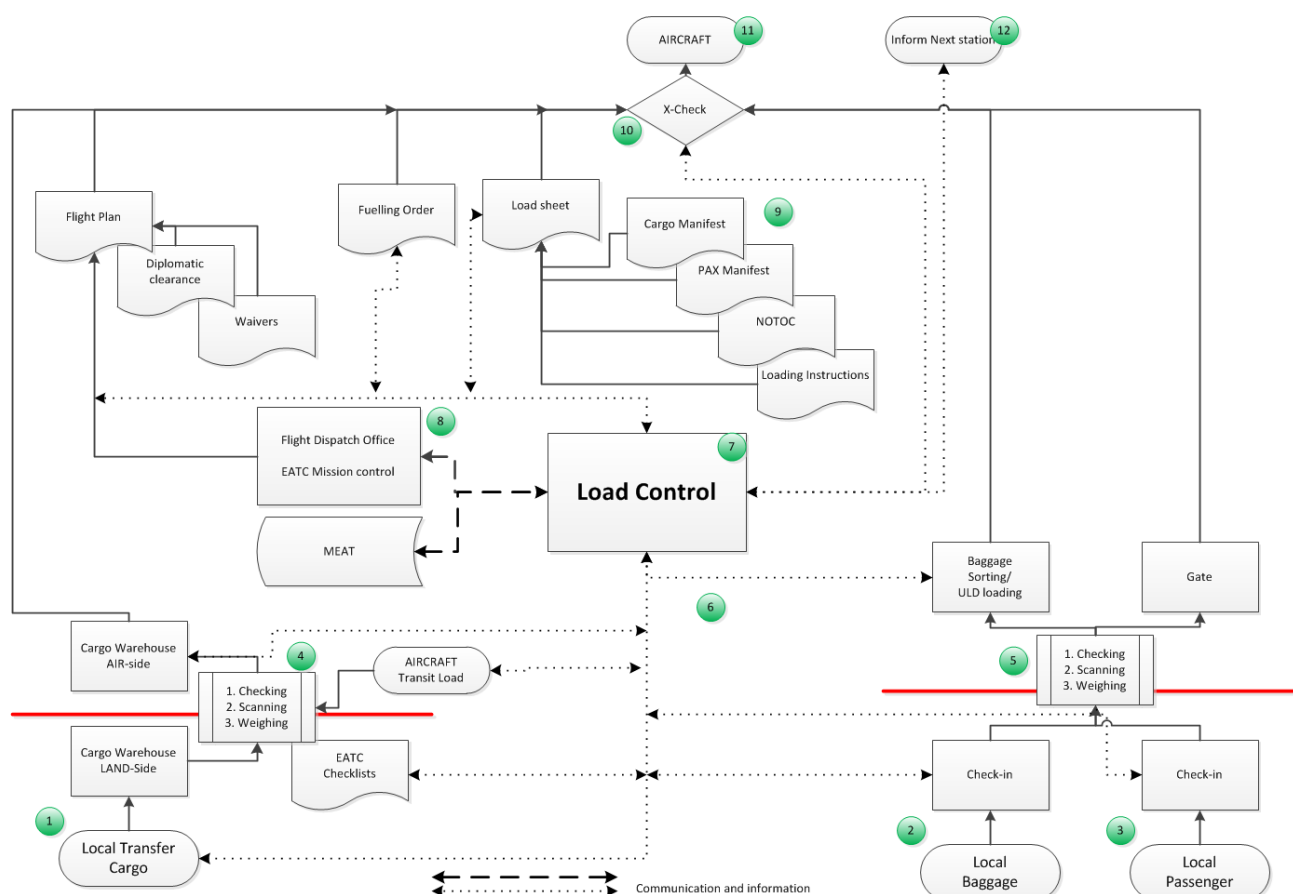 AIRCRAFT
11
Inform Next station
12
X-Check
10
Flight Plan
Diplomatic
clearance
Waivers
Fuelling Order
Load sheet
Cargo Manifest
9
PAX Manifest
NOTOC
Loading Instructions
8
Flight Dispatch Office
EATC Mission control
7
Load Control
MEAT
Baggage
Sorting/
ULD loading
Gate
6
Cargo Warehouse
AIR-side
4
1. Checking
2. Scanning
3. Weighing
AIRCRAFT
Transit Load
5
1. Checking
2. Scanning
3. Weighing
Cargo Warehouse
LAND-Side
EATC
Checklists
Check-in
Check-in
1
Local Transfer
Cargo
2
Local
Baggage
3
Local
Passenger
Communication and information